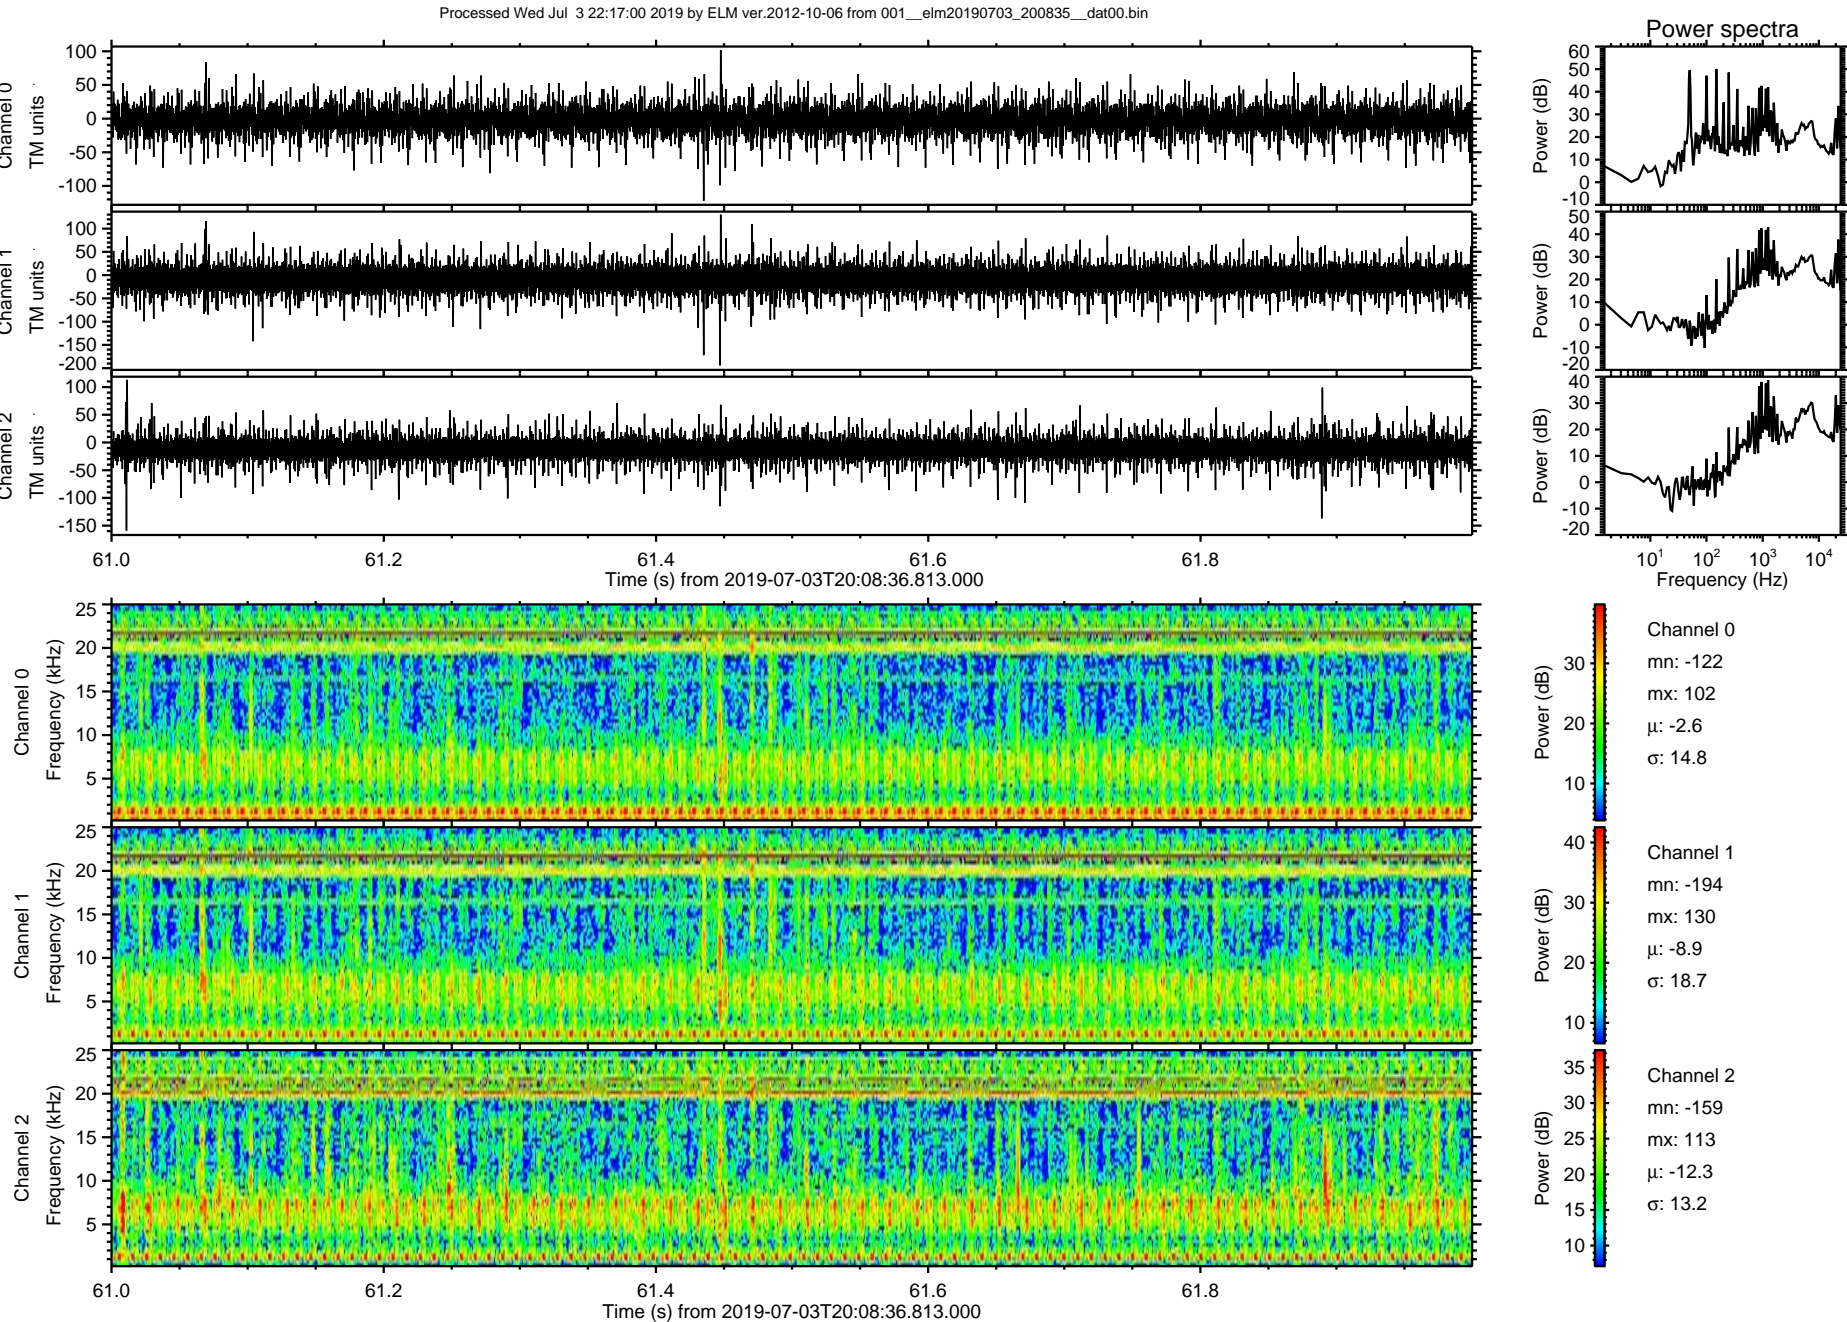 Processed Wed Jul  3 22:17:00 2019 by ELM ver.2012-10-06 from 001__elm20190703_200835__dat00.bin
Power spectra
Channel 0
TM units
100
50
0
-50
-100
Power (dB)
60
50
40
30
20
10
0
-10
Channel 1
TM units
100
50
0
-50
-100
-150
-200
Power (dB)
50
40
30
20
10
0
-10
-20
Channel 2
TM units
100
50
0
-50
-100
-150
Power (dB)
40
30
20
10
0
-10
-20
61.0 61.2 61.4 61.6 61.8
Time (s) from 2019-07-03T20:08:36.813.000
10^1 10^2 10^3 10^4
Frequency (Hz)
Channel 0
Frequency (kHz)
25
20
15
10
5
Power (dB)
30
20
10
Channel 0
mn: -122
mx: 102
μ: -2.6
σ: 14.8
Channel 1
Frequency (kHz)
25
20
15
10
5
Power (dB)
40
30
20
10
Channel 1
mn: -194
mx: 130
μ: -8.9
σ: 18.7
Channel 2
Frequency (kHz)
25
20
15
10
5
Power (dB)
35
30
25
20
15
10
Channel 2
mn: -159
mx: 113
μ: -12.3
σ: 13.2
61.0 61.2 61.4 61.6 61.8
Time (s) from 2019-07-03T20:08:36.813.000